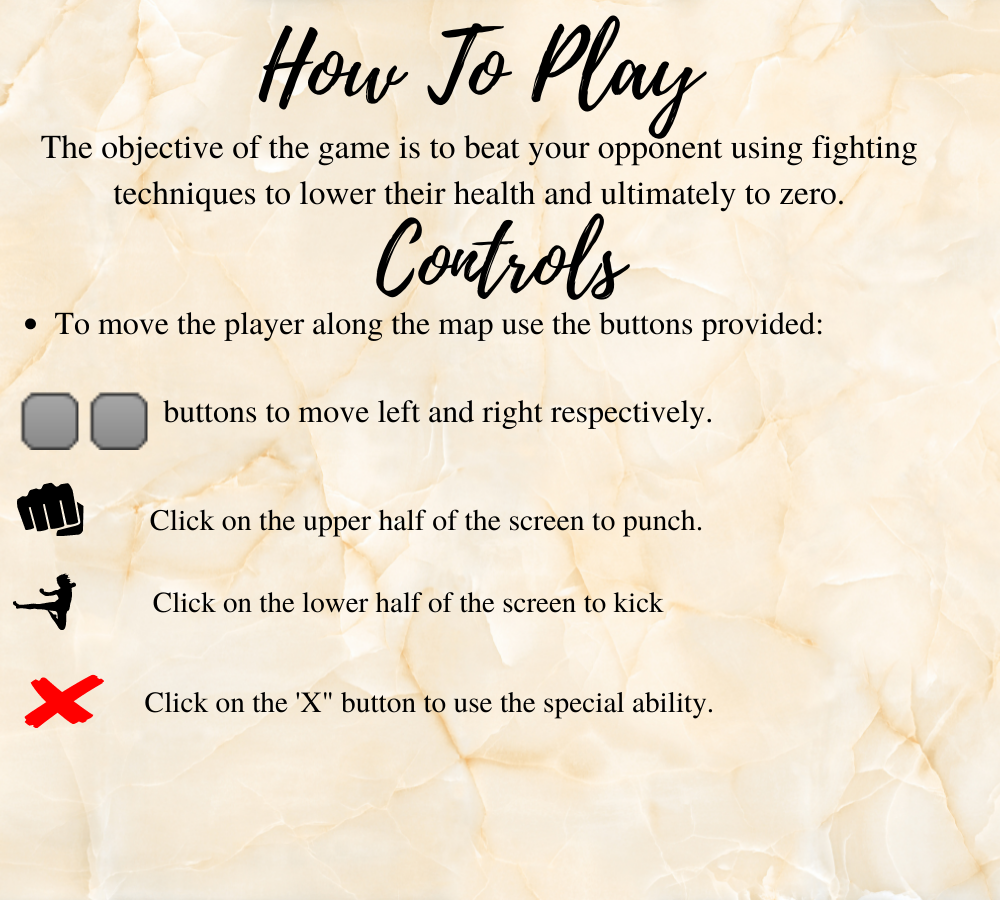 How To Play
The objective of the game is to beat your opponent using fighting
techniques to lower their health and ultimately to zero.
Controls
• To move the player along the map use the buttons provided:
buttons to move left and right respectively.
Click on the upper half of the screen to punch.
Click on the lower half of the screen to kick
Click on the 'X" button to use the special ability.